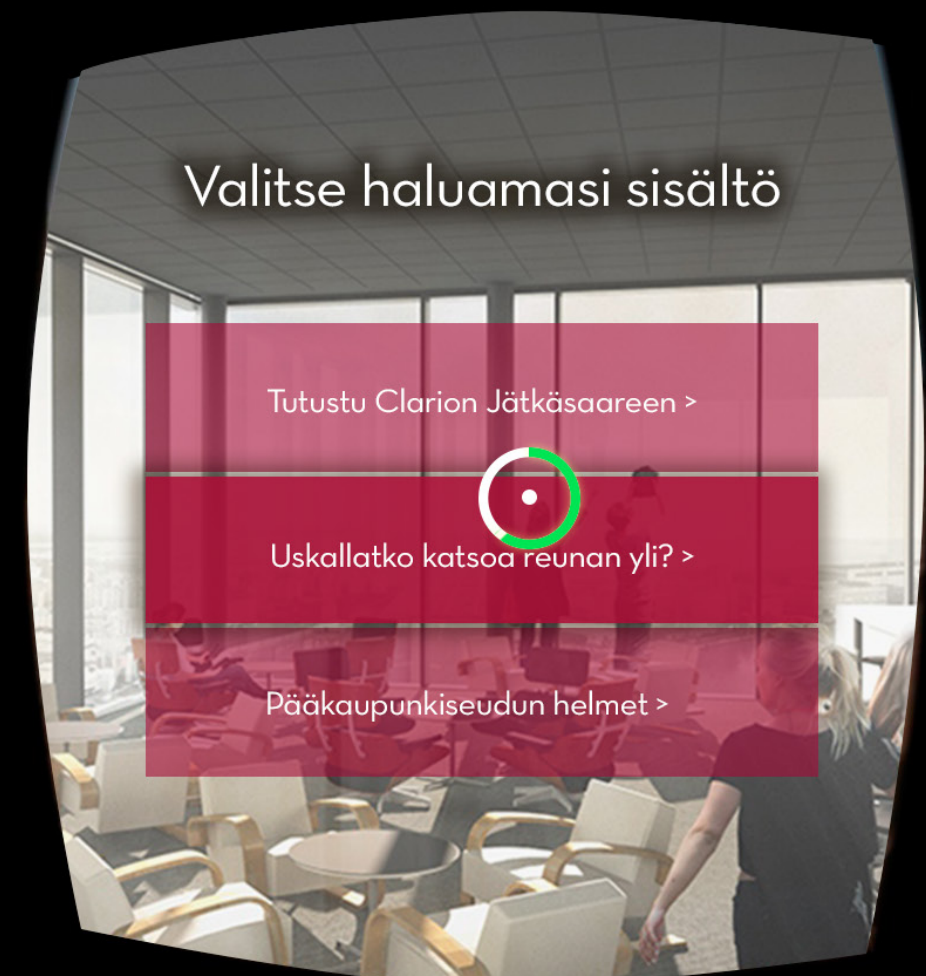 Valitse haluamasi sisältö
Tutustu Clarion Jätkäsaareen >
Uskallatko katsoa reunan yli? >
Pääkaupunkiseudun helmet >